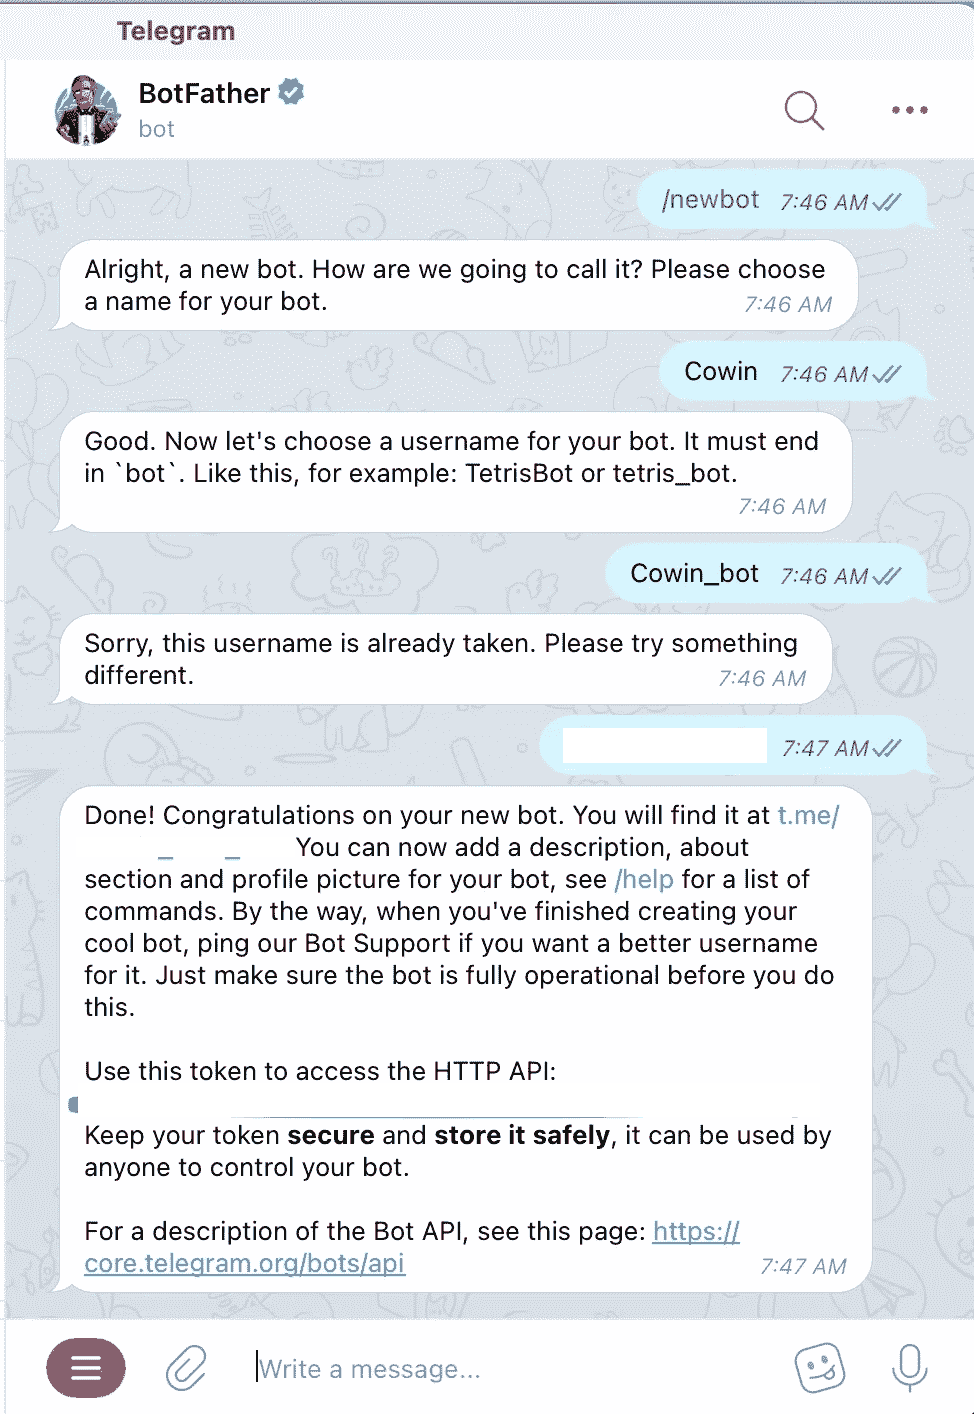 Telegram
BotFather
bot
/newbot 7:46 AM
Alright, a new bot. How are we going to call it? Please choose
a name for your bot.
7:46 AM
Cowin 7:46 AM
Good. Now let's choose a username for your bot. It must end
in `bot`. Like this, for example: TetrisBot or tetris_bot.
7:46 AM
Cowin_bot 7:46 AM
Sorry, this username is already taken. Please try something
different.
7:46 AM
7:47 AM
Done! Congratulations on your new bot. You will find it at t.me/
_ _ You can now add a description, about
section and profile picture for your bot, see /help for a list of
commands. By the way, when you've finished creating your
cool bot, ping our Bot Support if you want a better username
for it. Just make sure the bot is fully operational before you do
this.
Use this token to access the HTTP API:
Keep your token secure and store it safely, it can be used by
anyone to control your bot.
For a description of the Bot API, see this page: https://
core.telegram.org/bots/api
7:47 AM
Write a message...